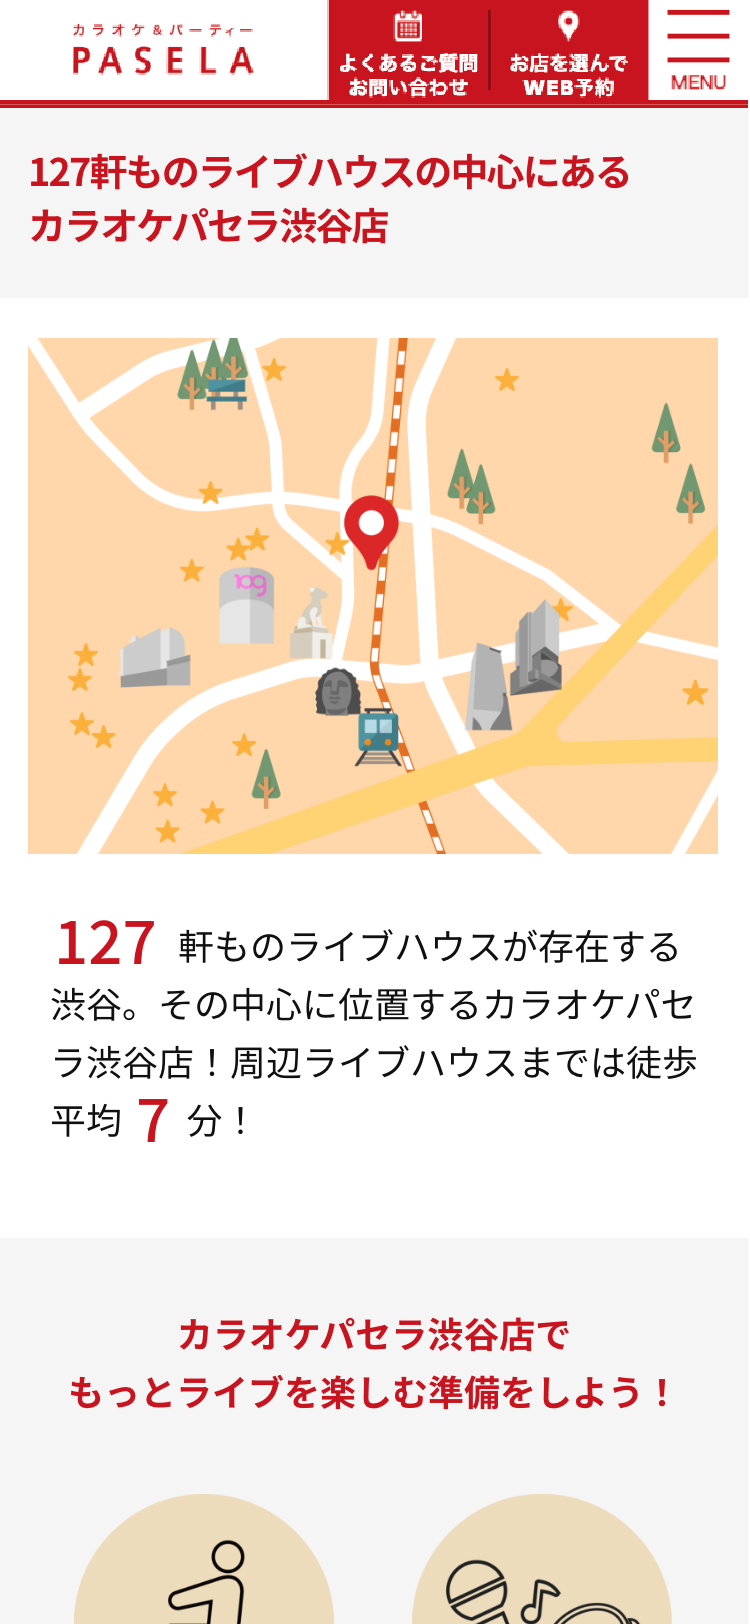 カラオケ&パーティー
PASELA
よくあるご質問
お問い合わせ
お店を選んで
WEB予約
MENU
127軒ものライブハウスの中心にある
カラオケパセラ渋谷店
109
127 軒ものライブハウスが存在する
渋谷。その中心に位置するカラオケパセ
ラ渋谷店！周辺ライブハウスまでは徒歩
平均 7 分！
カラオケパセラ渋谷店で
もっとライブを楽しむ準備をしよう！